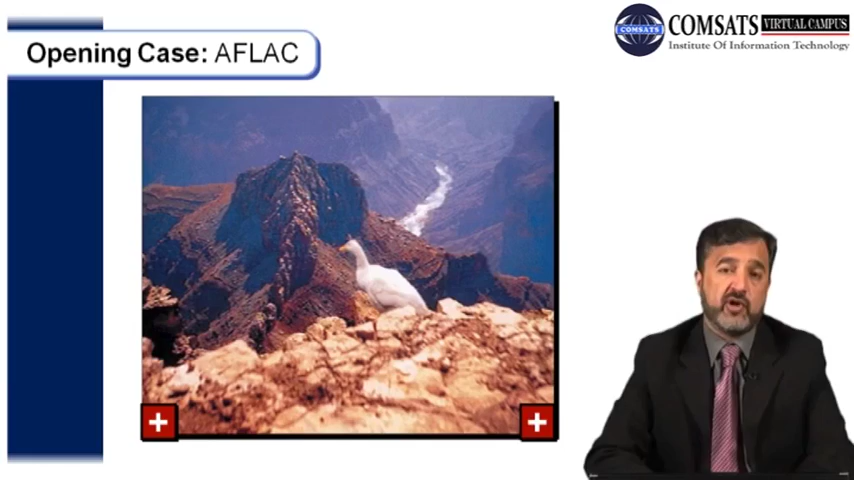 Opening Case: AFLAC
COMSATS
COMSATS VIRTUAL CAMPUS
Institute Of Information Technology